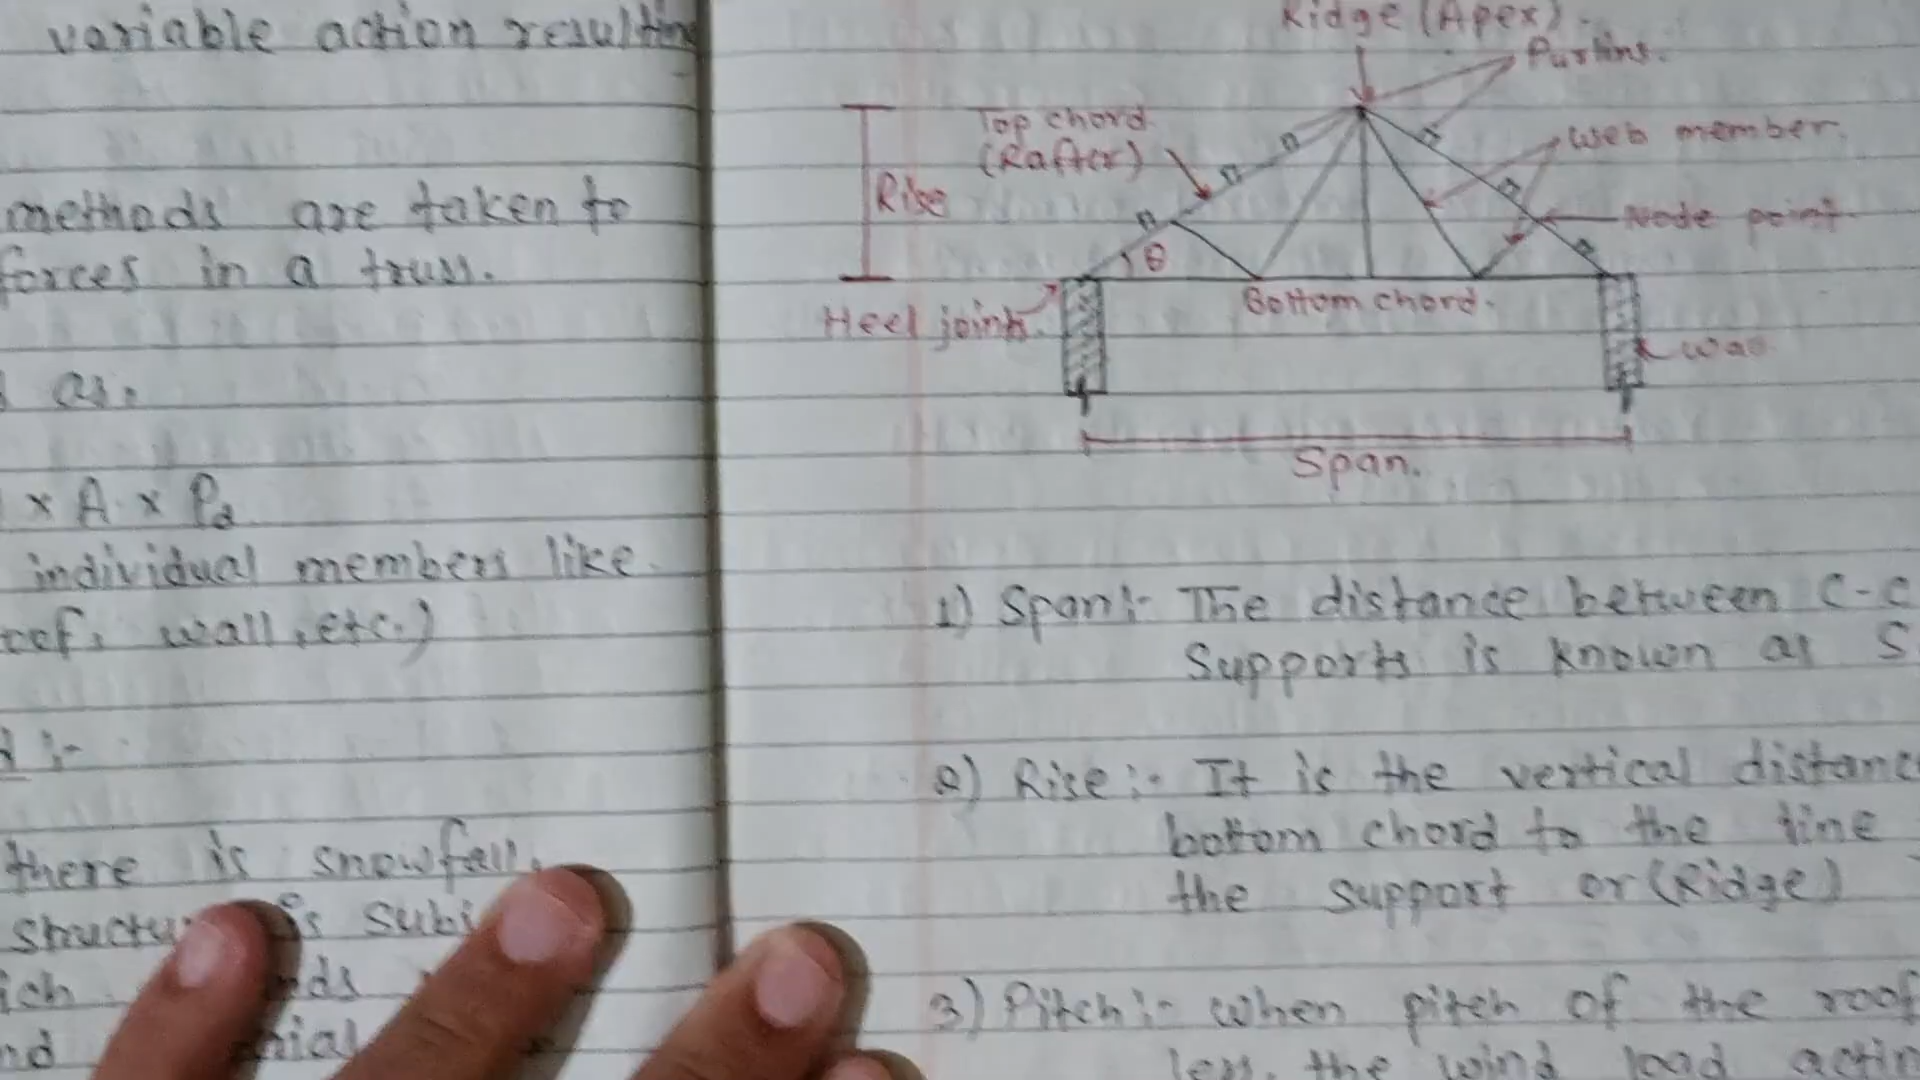 variable action resulting
methods are taken to
forces in a truss.
as.
x A x Pd
individual members like
wall, etc.)
:-
there is snowfall.
is
Ridge (Apex).
Purlins.
Top chord
(Rafter)
Web member.
Rise
Node point
θ
Heel joints.
Bottom chord.
Span.
1) Span:- The distance between C-C
Supports is known as S
2) Rise:- It is the vertical distance
bottom chord to the line
the support or (Ridge)
3) Pitch:- when pitch of the roof
less, the wind load actin